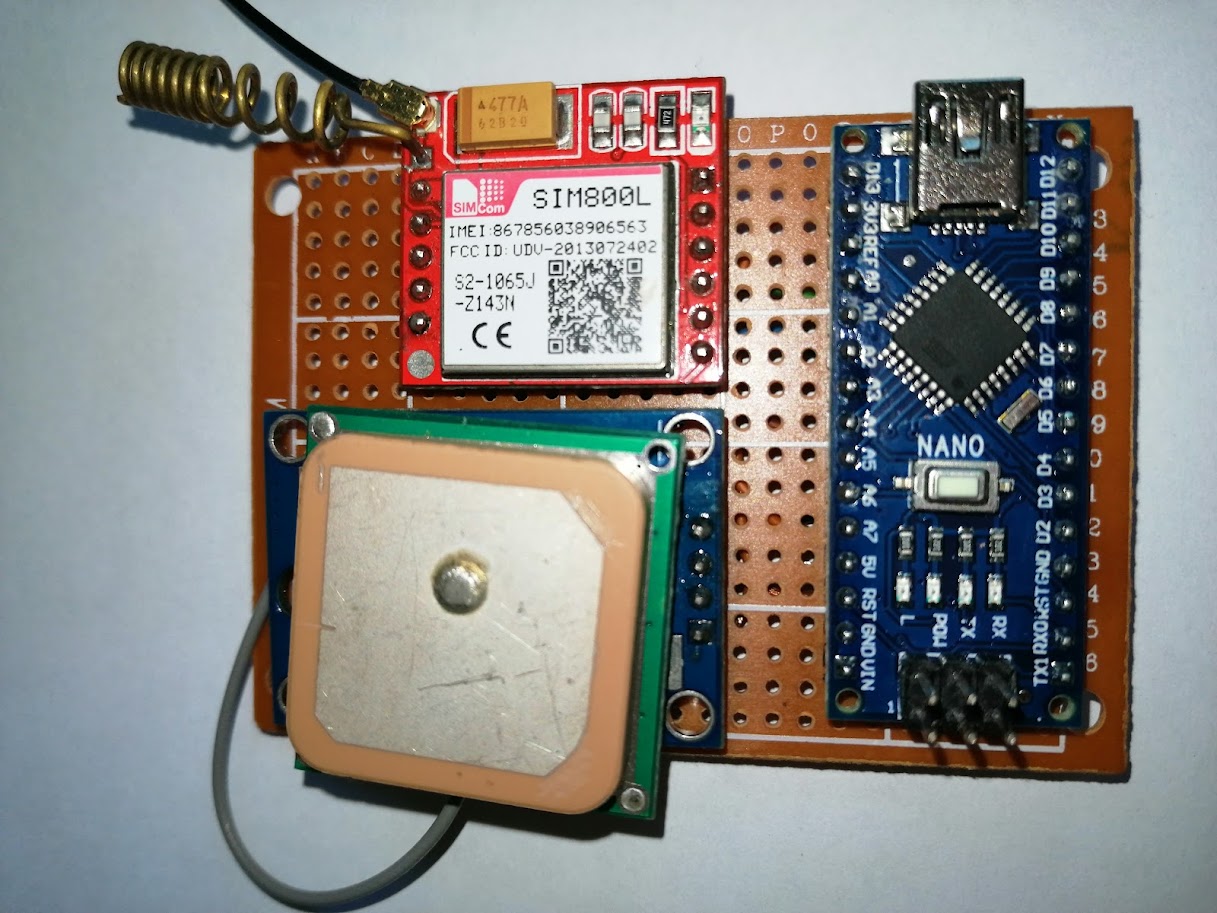 477A
62820
SIMCom
SIM800L
IMEI:867856038906563
FCC ID: UDV-2013072402
S2-1065J
-Z143N
CE
472
O P O
D13 3V3 REF A0 A1 A2 A3 A4 A5 A6 A7 5V RST GND VIN
D12 D11 D10 D9 D8 D7 D6 D5 D4 D3 D2 GND RST RX0 TX1
NANO
L POW TX RX
1
3
4
5
6
7
8
9
0
1
2
3
4
5